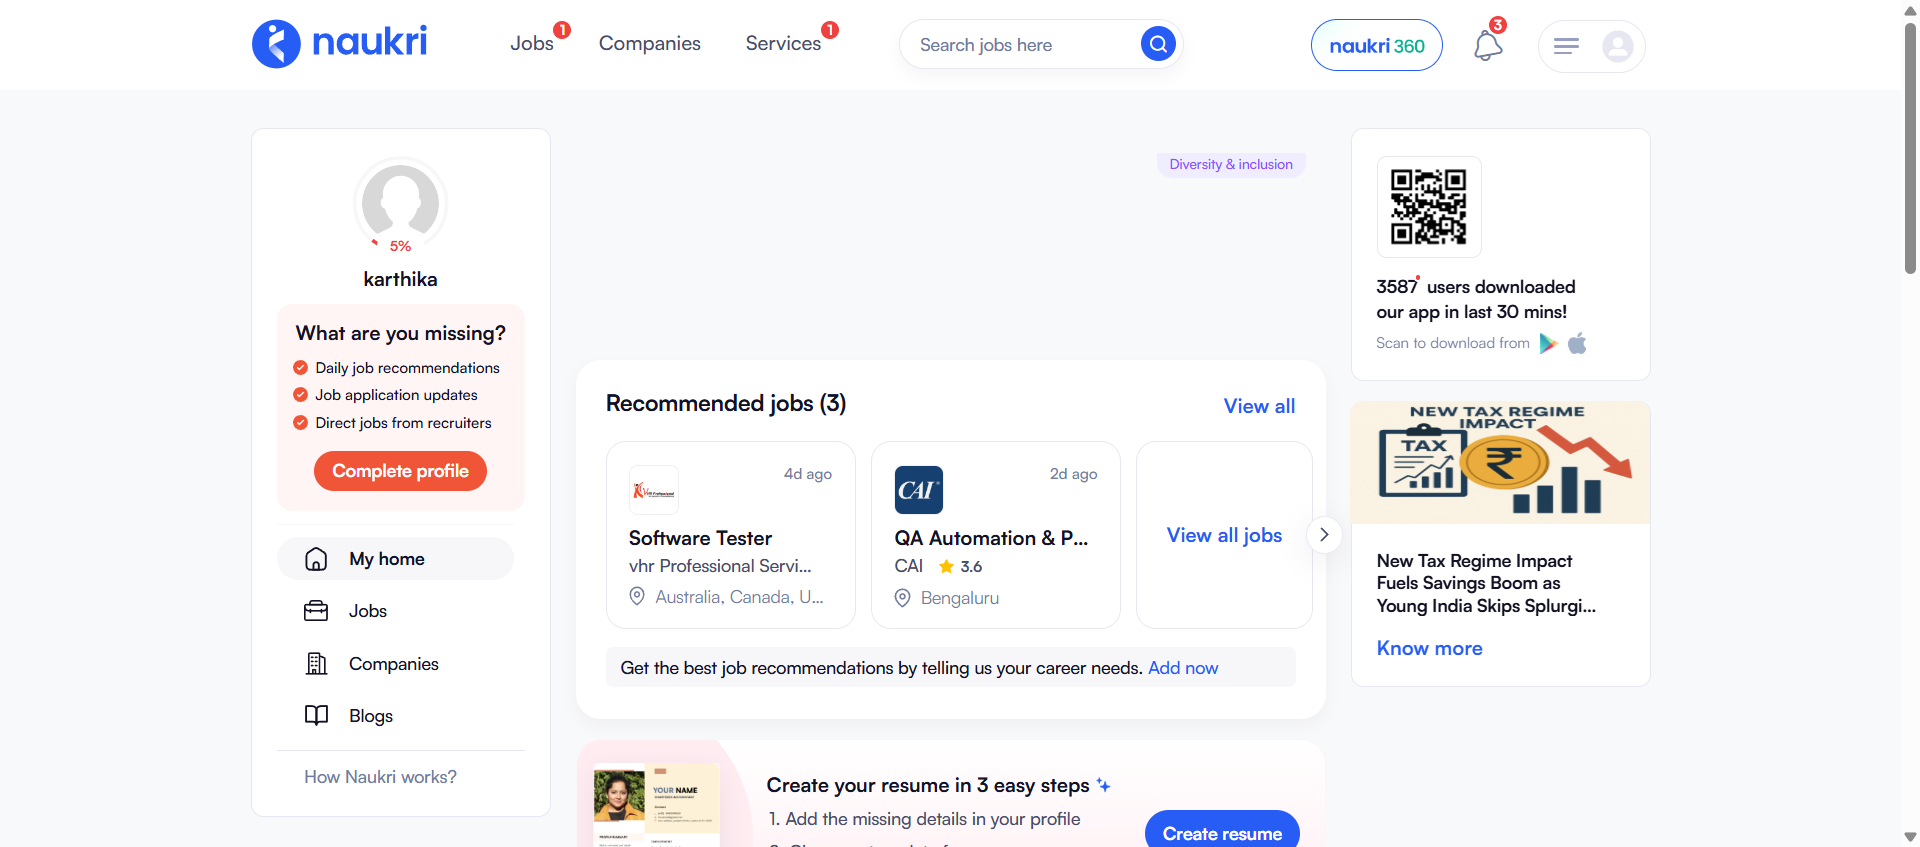 naukri
Jobs 1
Companies
Services 1
Search jobs here
naukri 360
3
5%
karthika
What are you missing?
Daily job recommendations
Job application updates
Direct jobs from recruiters
Complete profile
My home
Jobs
Companies
Blogs
How Naukri works?
Diversity & inclusion
Recommended jobs (3)
View all
4d ago
Software Tester
vhr Professional Servi...
Australia, Canada, U...
CAI
2d ago
QA Automation & P...
CAI 3.6
Bengaluru
View all jobs
Get the best job recommendations by telling us your career needs. Add now
YOUR NAME
Create your resume in 3 easy steps
1. Add the missing details in your profile
Create resume
3587 users downloaded
our app in last 30 mins!
Scan to download from
NEW TAX REGIME
IMPACT
TAX
New Tax Regime Impact
Fuels Savings Boom as
Young India Skips Splurgi...
Know more